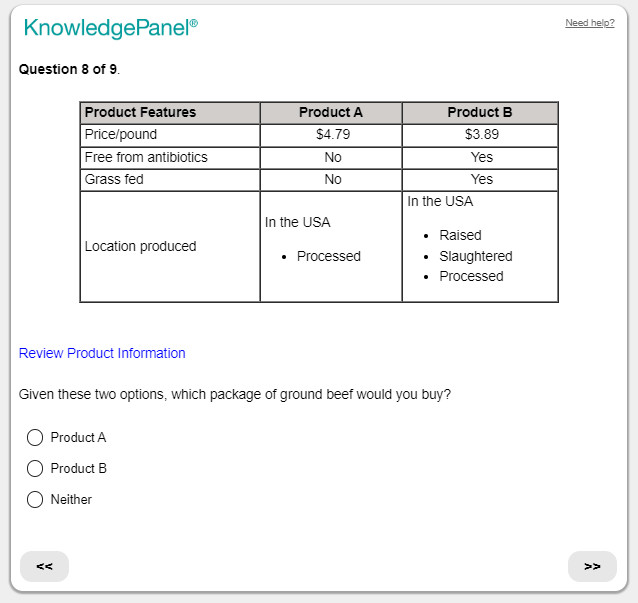 KnowledgePanel®
Need help?
Question 8 of 9.
Product Features Product A Product B
Price/pound $4.79 $3.89
Free from antibiotics No Yes
Grass fed No Yes
Location produced
In the USA
• Processed
In the USA
• Raised
• Slaughtered
• Processed
Review Product Information
Given these two options, which package of ground beef would you buy?
Product A
Product B
Neither
<< >>